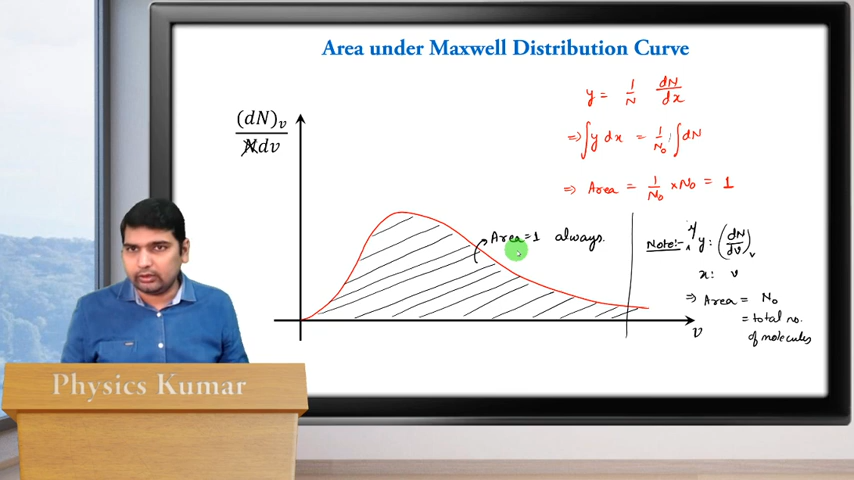 Area under Maxwell Distribution Curve
y = 1/N dN/dx
⇒ ∫y dx = 1/N₀ ∫dN
⇒ Area = 1/N₀ × N₀ = 1
(dN)ᵥ
Ndv
Area = 1 always.
Note:- If y : (dN/dv)ᵥ
x : v
⇒ Area = N₀
= total no.
of molecules
v
Physics Kumar